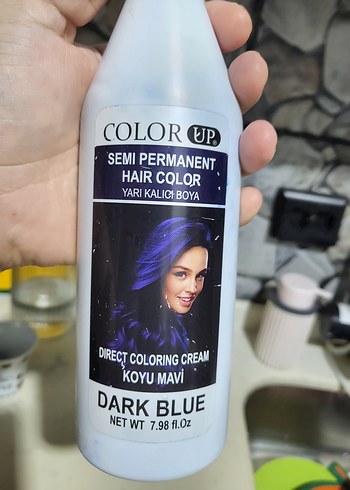 COLOR UP®
SEMI PERMANENT
HAIR COLOR
YARI KALICI BOYA
DIRECT COLORING CREAM
KOYU MAVİ
DARK BLUE
NET WT 7.98 fl.Oz